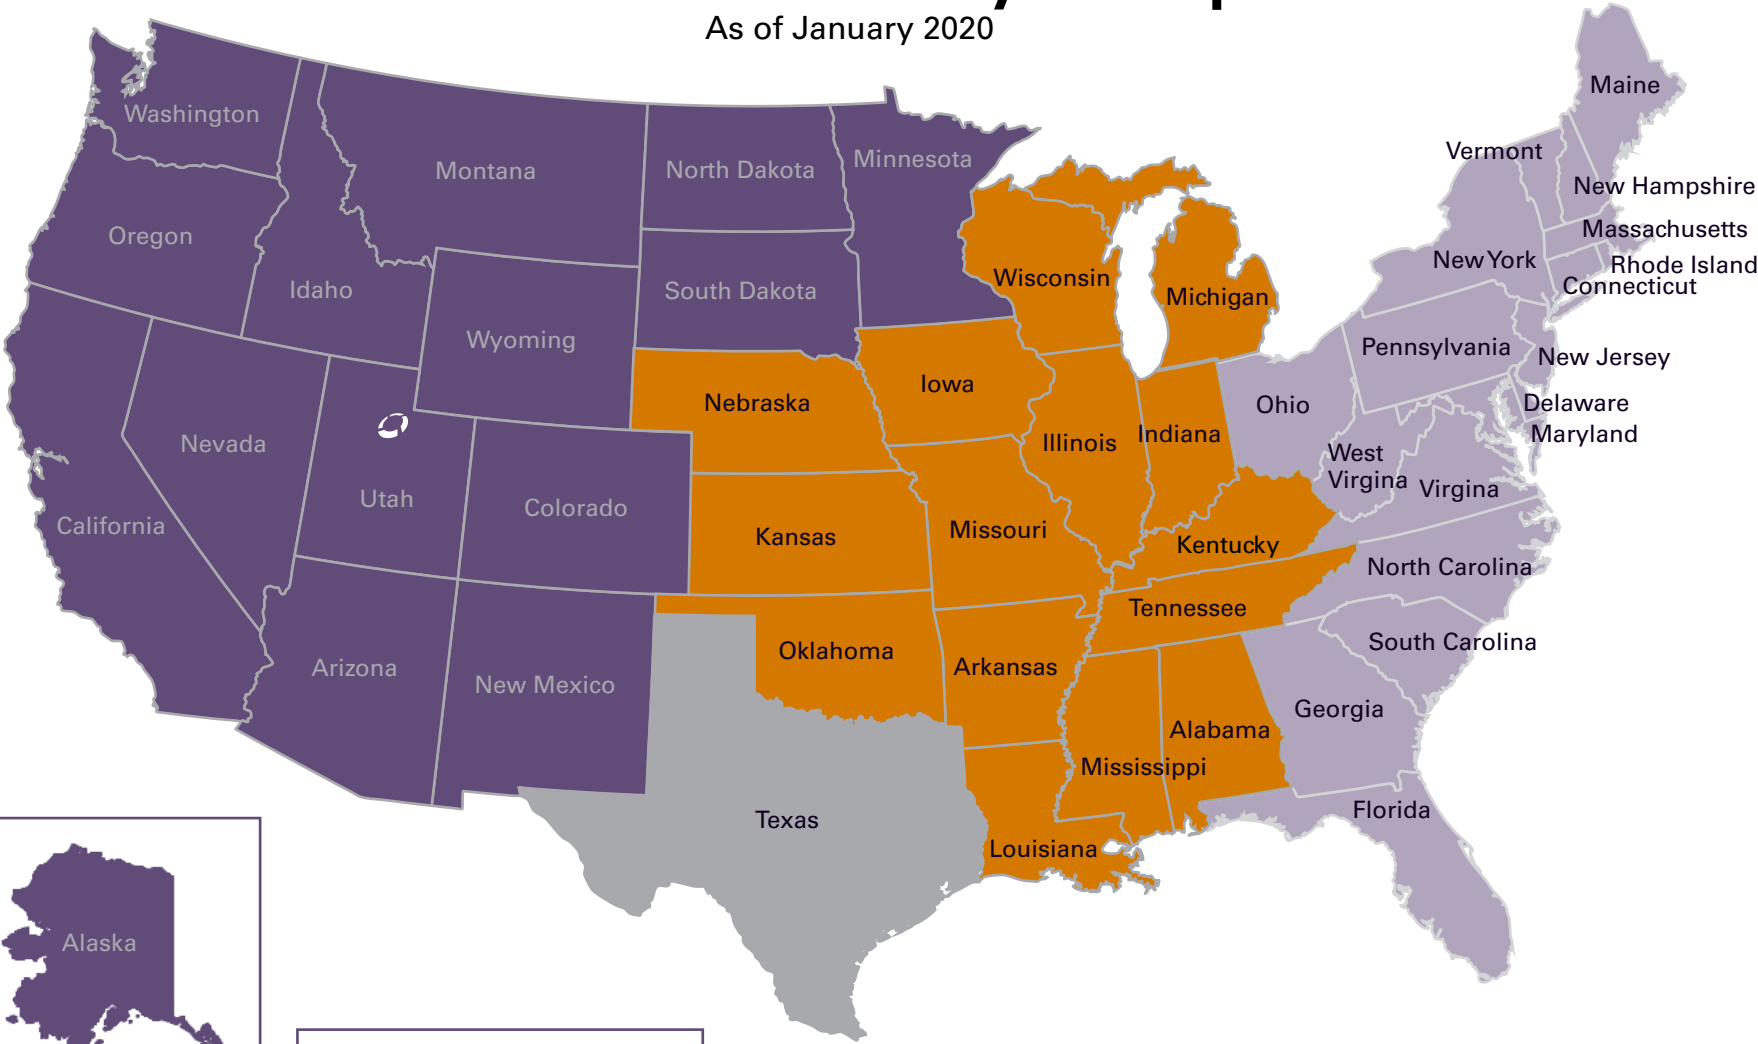 As of January 2020
Maine
Washington
Vermont
Minnesota
Montana
North Dakota
New Hampshire
Massachusetts
Oregon
New York
Rhode Island
Wisconsin
Connecticut
Idaho
South Dakota
Michigan
Wyoming
Pennsylvania
New Jersey
Iowa
Nebraska
Ohio
Delaware
Indiana
Maryland
Nevada
Illinois
West
Virgina
Virgina
Utah
Colorado
California
Missouri
Kansas
Kentucky
North Carolina
Tennessee
South Carolina
Oklahoma
Arizona
Arkansas
New Mexico
Georgia
Alabama
Mississippi
Florida
Texas
Louisiana
Alaska